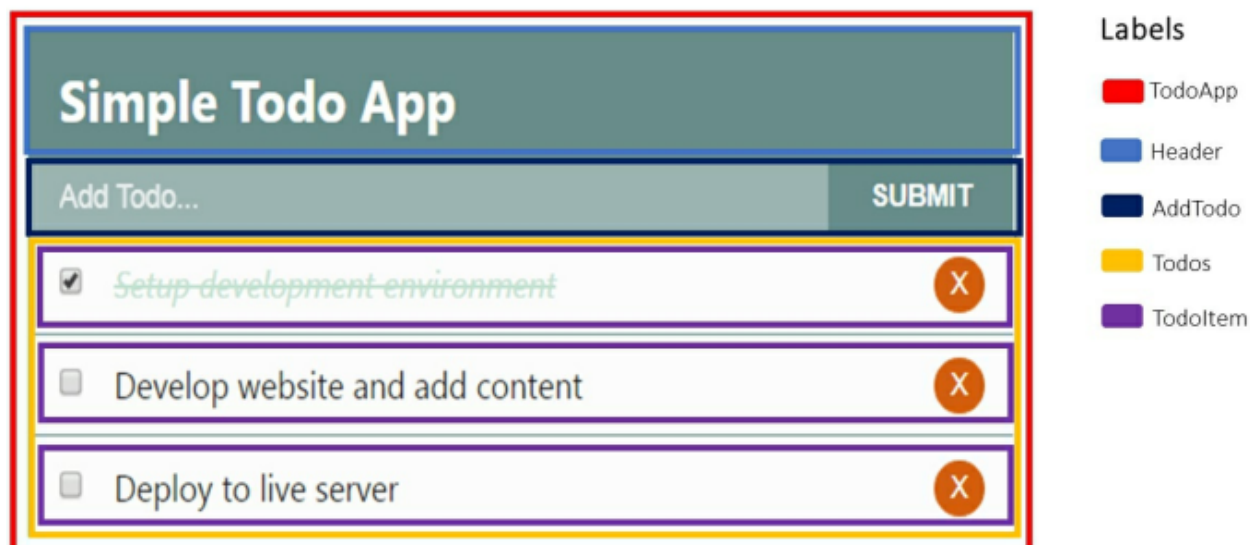 Simple Todo App
Add Todo... SUBMIT
Setup development environment X
Develop website and add content X
Deploy to live server X
Labels
TodoApp
Header
AddTodo
Todos
TodoItem